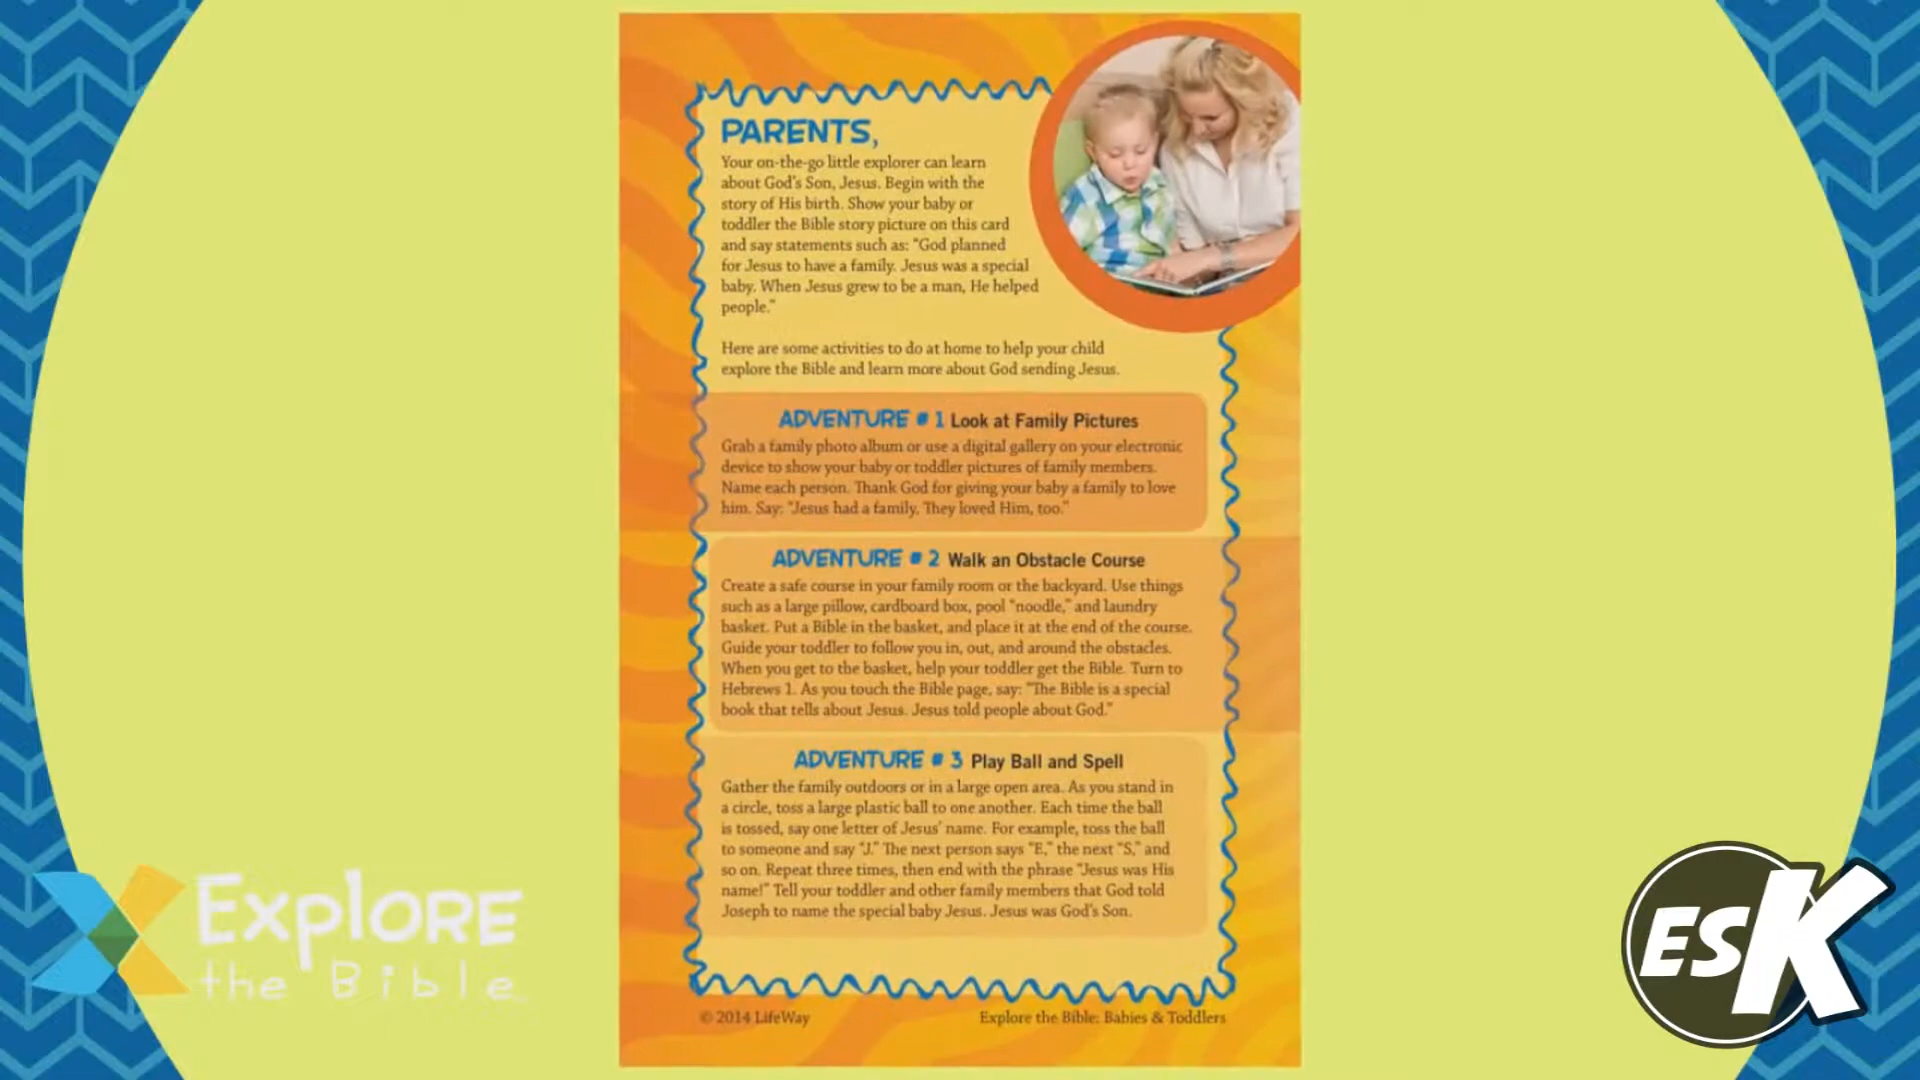 PARENTS,
Your on-the-go little explorer can learn
about God's Son, Jesus. Begin with the
story of His birth. Show your baby or
toddler the Bible story picture on this card
and say statements such as: "God planned
for Jesus to have a family. Jesus was a special
baby. When Jesus grew to be a man, He helped
people."
Here are some activities to do at home to help your child
explore the Bible and learn more about God sending Jesus.
ADVENTURE # 1 Look at Family Pictures
Grab a family photo album or use a digital gallery on your electronic
device to show your baby or toddler pictures of family members.
Name each person. Thank God for giving your baby a family to love
him. Say: "Jesus had a family. They loved Him, too."
ADVENTURE # 2 Walk an Obstacle Course
Create a safe course in your family room or the backyard. Use things
such as a large pillow, cardboard box, pool "noodle," and laundry
basket. Put a Bible in the basket, and place it at the end of the course.
Guide your toddler to follow you in, out, and around the obstacles.
When you get to the basket, help your toddler get the Bible. Turn to
Hebrews 1. As you touch the Bible page, say: "The Bible is a special
book that tells about Jesus. Jesus told people about God."
ADVENTURE # 3 Play Ball and Spell
Gather the family outdoors or in a large open area. As you stand in
a circle, toss a large plastic ball to one another. Each time the ball
is tossed, say one letter of Jesus' name. For example, toss the ball
to someone and say "J." The next person says "E," the next "S," and
so on. Repeat three times, then end with the phrase "Jesus was His
name!" Tell your toddler and other family members that God told
Joseph to name the special baby Jesus. Jesus was God's Son.
© 2014 LifeWay
Explore the Bible: Babies & Toddlers
Explore
the Bible
ESK